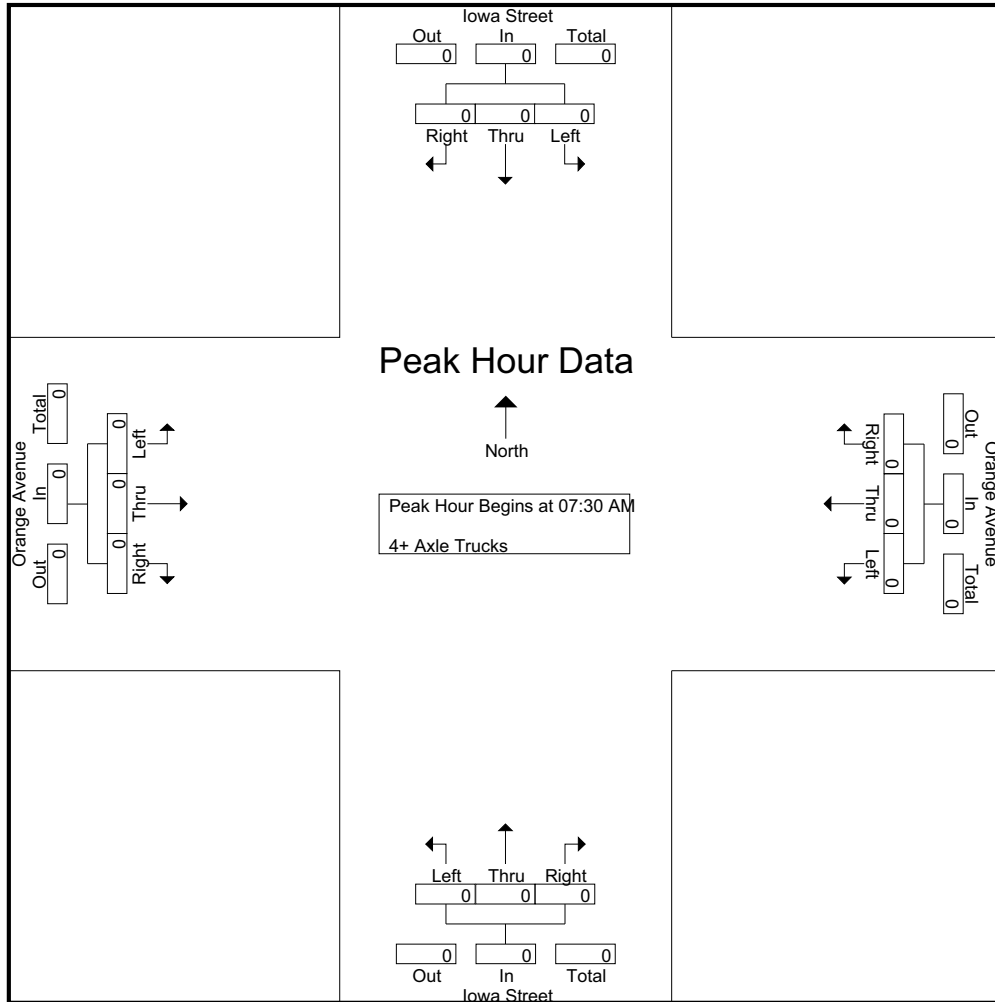 Iowa Street
Out In Total
0 0 0
0 0 0
Right Thru Left
Peak Hour Data
North
Peak Hour Begins at 07:30 AM
4+ Axle Trucks
Orange Avenue
Out In Total
0 0 0
0 0 0
Right Thru Left
Orange Avenue
Out In Total
0 0 0
0 0 0
Right Thru Left
Left Thru Right
0 0 0
0 0 0
Out In Total
Iowa Street